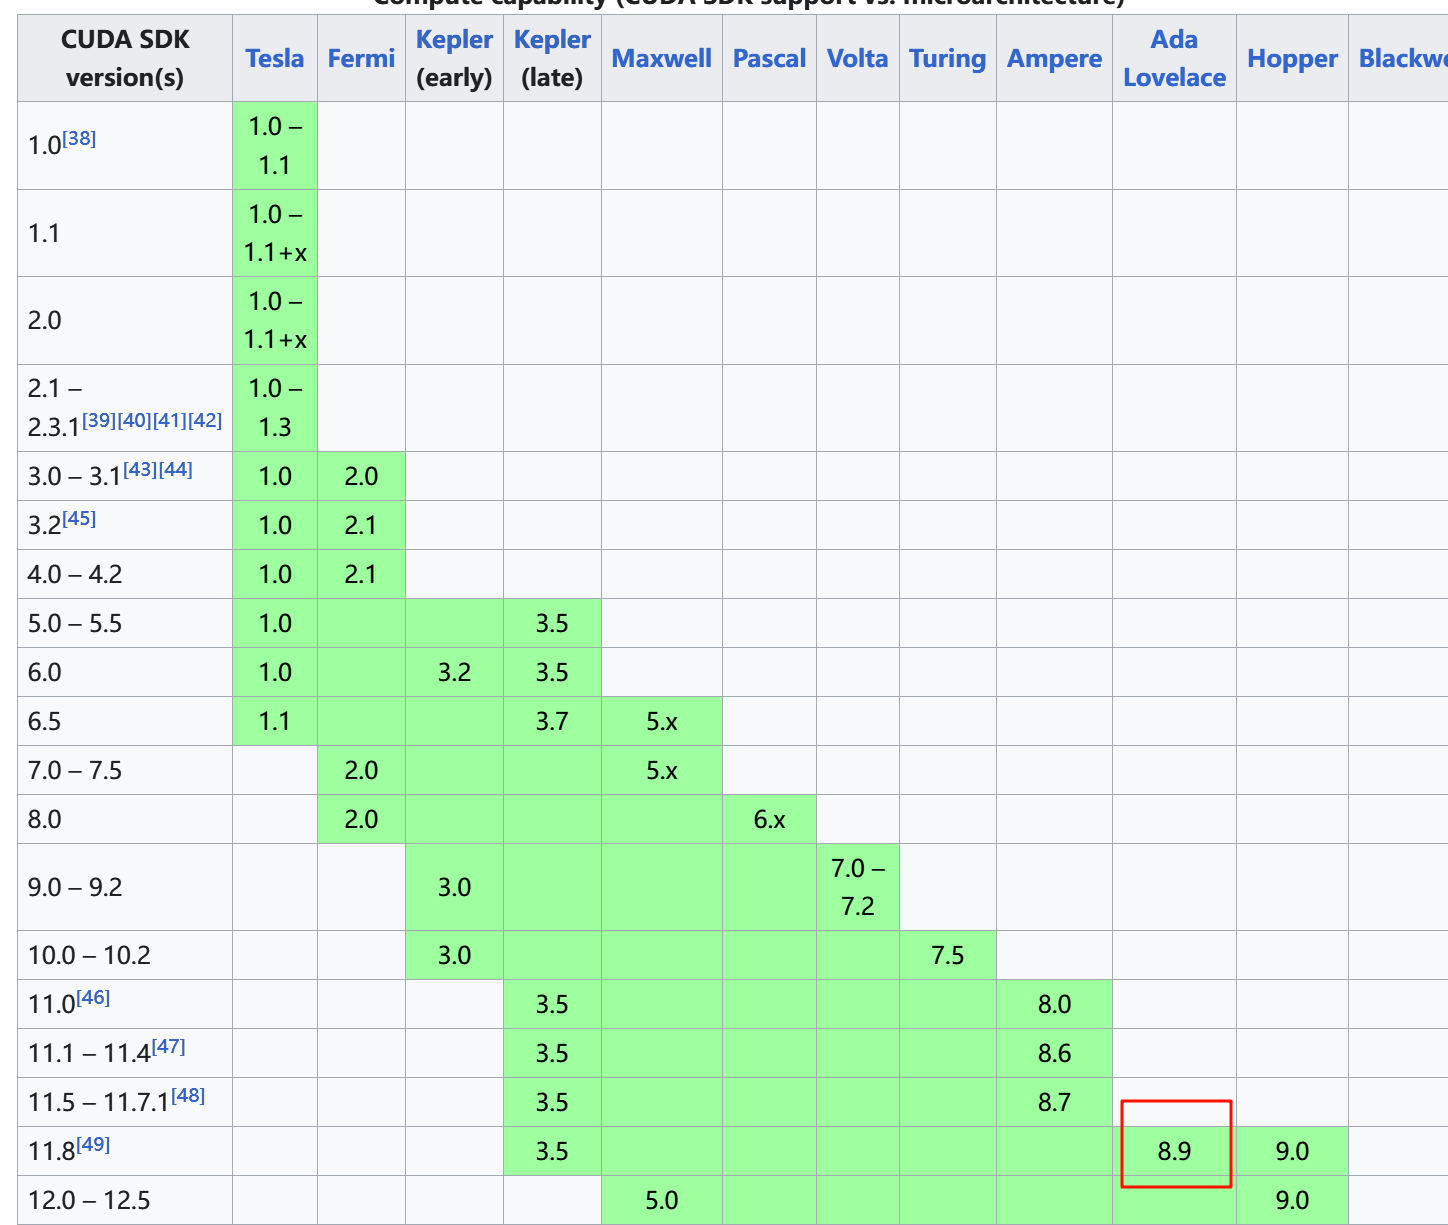 Compute capability (CUDA SDK support vs. microarchitecture)
CUDA SDK version(s) Tesla Fermi Kepler (early) Kepler (late) Maxwell Pascal Volta Turing Ampere Ada Lovelace Hopper
1.0[38] 1.0 – 1.1
1.1 1.0 – 1.1+x
2.0 1.0 – 1.1+x
2.1 – 2.3.1[39][40][41][42] 1.0 – 1.3
3.0 – 3.1[43][44] 1.0 2.0
3.2[45] 1.0 2.1
4.0 – 4.2 1.0 2.1
5.0 – 5.5 1.0 3.5
6.0 1.0 3.2 3.5
6.5 1.1 3.7 5.x
7.0 – 7.5 2.0 5.x
8.0 2.0 6.x
9.0 – 9.2 3.0 7.0 – 7.2
10.0 – 10.2 3.0 7.5
11.0[46] 3.5 8.0
11.1 – 11.4[47] 3.5 8.6
11.5 – 11.7.1[48] 3.5 8.7
11.8[49] 3.5 8.9 9.0
12.0 – 12.5 5.0 9.0